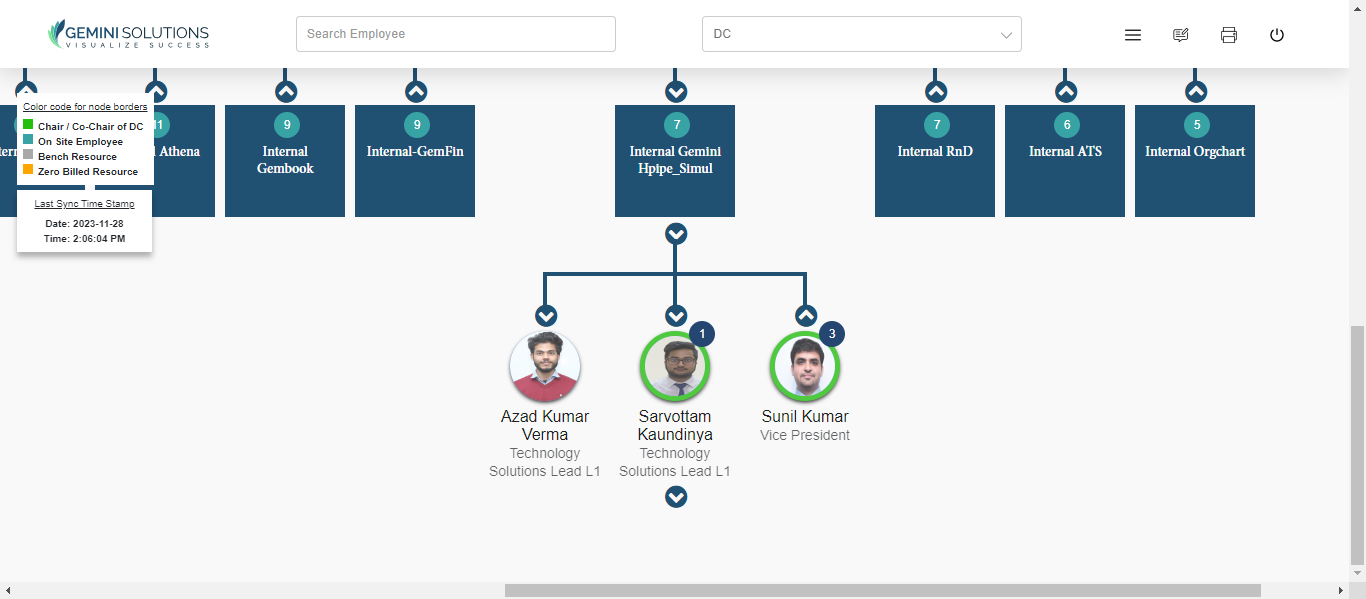 GEMINI SOLUTIONS
VISUALIZE SUCCESS
Search Employee
DC
Color code for node borders
Chair / Co-Chair of DC
On Site Employee
Bench Resource
Zero Billed Resource
Last Sync Time Stamp
Date: 2023-11-28
Time: 2:06:04 PM
11
Athena
9
Internal
Gembook
9
Internal-GemFin
7
Internal Gemini
Hpipe_Simul
7
Internal RnD
6
Internal ATS
5
Internal Orgchart
Azad Kumar
Verma
Technology
Solutions Lead L1
1
Sarvottam
Kaundinya
Technology
Solutions Lead L1
3
Sunil Kumar
Vice President